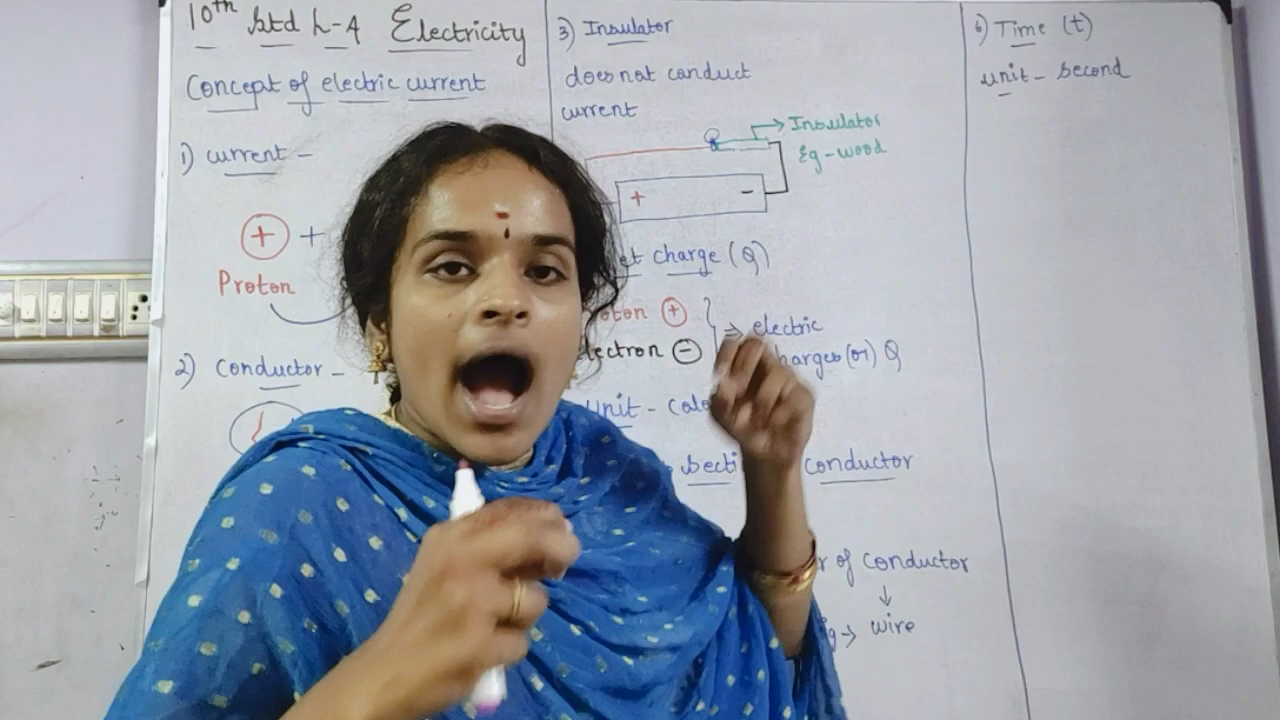 10th std L-4 Electricity
Concept of electric current
1) current -
+ +
Proton
2) conductor -
3) Insulator
does not conduct
current
Insulator
Eg-wood
+ -
charge (Q)
+
electron -
⇒ electric
charges (or) Q
unit -
conductor
of conductor
↓
→ wire
6) Time (t)
unit - second